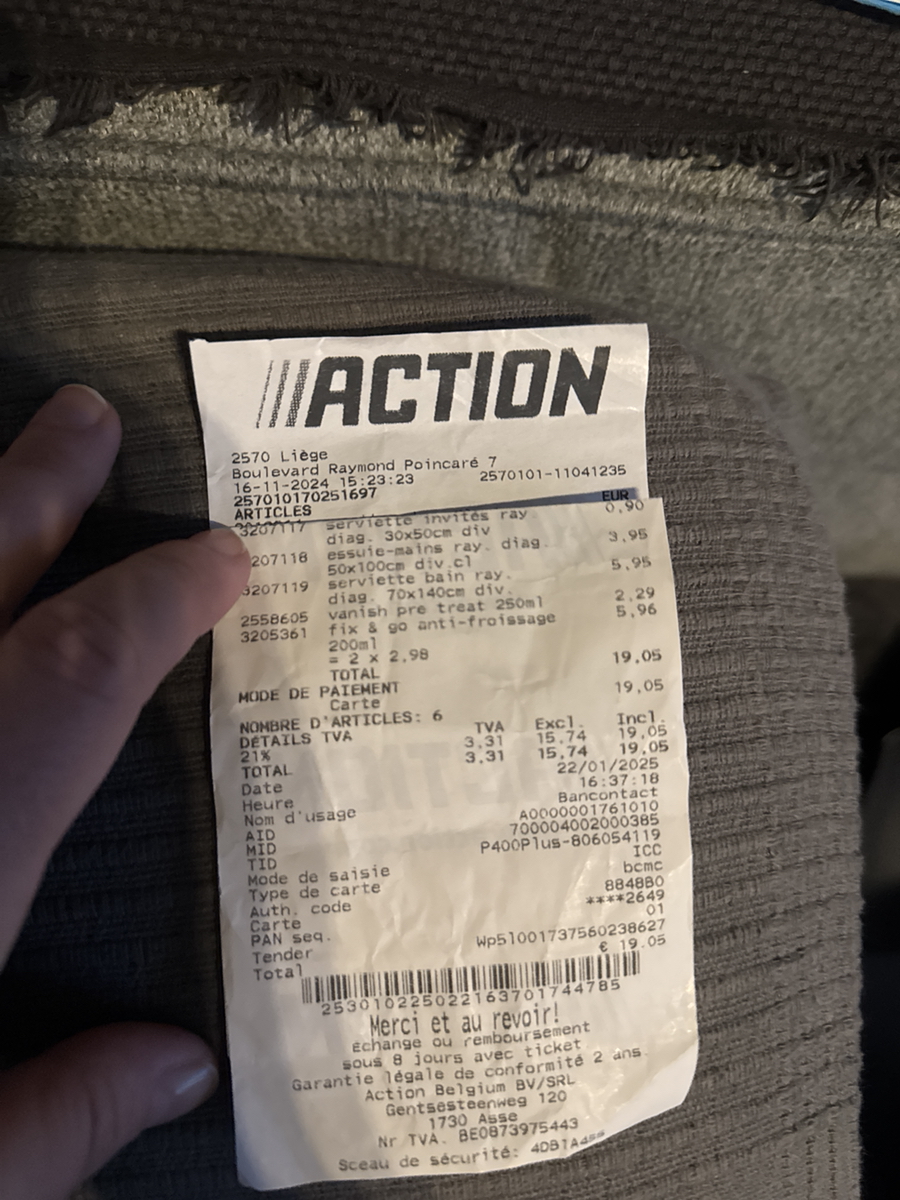 ACTION
2570 Liège
Boulevard Raymond Poincaré 7
16-11-2024 15:23:23 2570101-11041235
257010170251697
ARTICLES EUR
3207117 serviette invités ray 0,90
diag. 30x50cm div
207118 essuie-mains ray. diag. 3,95
50x100cm div.cl
3207119 serviette bain ray. 5,95
diag. 70x140cm div.
2558605 vanish pre treat 250ml 2,29
3205361 fix & go anti-froissage 5,96
200ml
= 2 x 2,98
TOTAL 19,05
MODE DE PAIEMENT
Carte 19,05
NOMBRE D'ARTICLES: 6
DÉTAILS TVA TVA Excl. Incl.
21% 3,31 15,74 19,05
TOTAL 3,31 15,74 19,05
Date 22/01/2025
Heure 16:37:18
Nom d'usage Bancontact
AID A0000001761010
MID 700004002000385
TID P400Plus-806054119
Mode de saisie ICC
Type de carte bcmc
Auth. code 884880
Carte ****2649
PAN seq. 01
Tender Wp51001737560238627
Total € 19.05
253010225022163701744785
Merci et au revoir!
Échange ou remboursement
sous 8 jours avec ticket
Garantie légale de conformité 2 ans.
Action Belgium BV/SRL
Gentsesteenweg 120
1730 Asse
Nr TVA. BE0873975443
Sceau de sécurité: